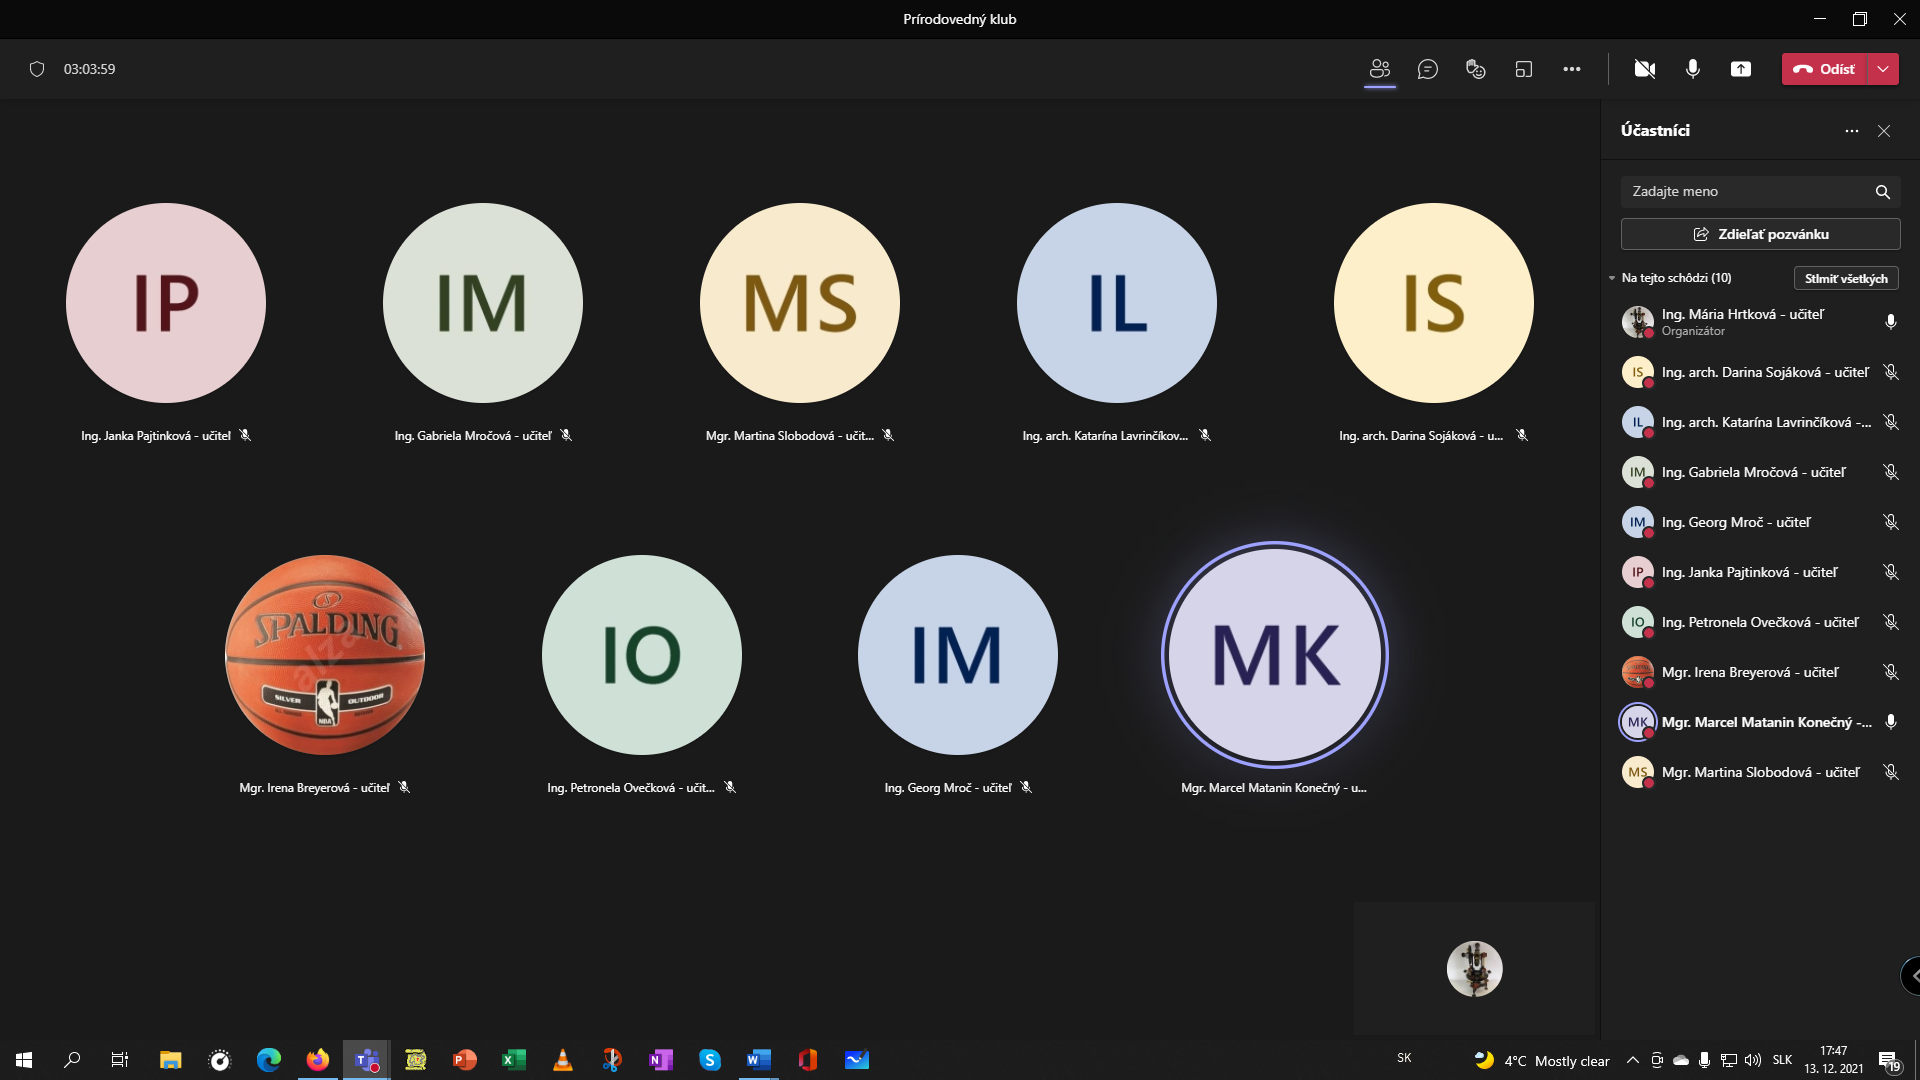 Prírodovedný klub
03:03:59
Odísť
Účastníci
Zadajte meno
Zdieľať pozvánku
Na tejto schôdzi (10)
Stlmiť všetkých
Ing. Mária Hrtková - učiteľ
Organizátor
IS Ing. arch. Darina Sojáková - učiteľ
IL Ing. arch. Katarína Lavrinčíková -...
IM Ing. Gabriela Mročová - učiteľ
IM Ing. Georg Mroč - učiteľ
IP Ing. Janka Pajtinková - učiteľ
IO Ing. Petronela Ovečková - učiteľ
Mgr. Irena Breyerová - učiteľ
MK Mgr. Marcel Matanin Konečný -...
MS Mgr. Martina Slobodová - učiteľ
IP
IM
MS
IL
IS
Ing. Janka Pajtinková - učiteľ
Ing. Gabriela Mročová - učiteľ
Mgr. Martina Slobodová - učit...
Ing. arch. Katarína Lavrinčíkov...
Ing. arch. Darina Sojáková - u...
SPALDING
alza
SILVER
OUTDOOR
NBA
IO
IM
MK
Mgr. Irena Breyerová - učiteľ
Ing. Petronela Ovečková - učit...
Ing. Georg Mroč - učiteľ
Mgr. Marcel Matanin Konečný - u...
SK
4°C Mostly clear
SLK
17:47
13. 12. 2021
19